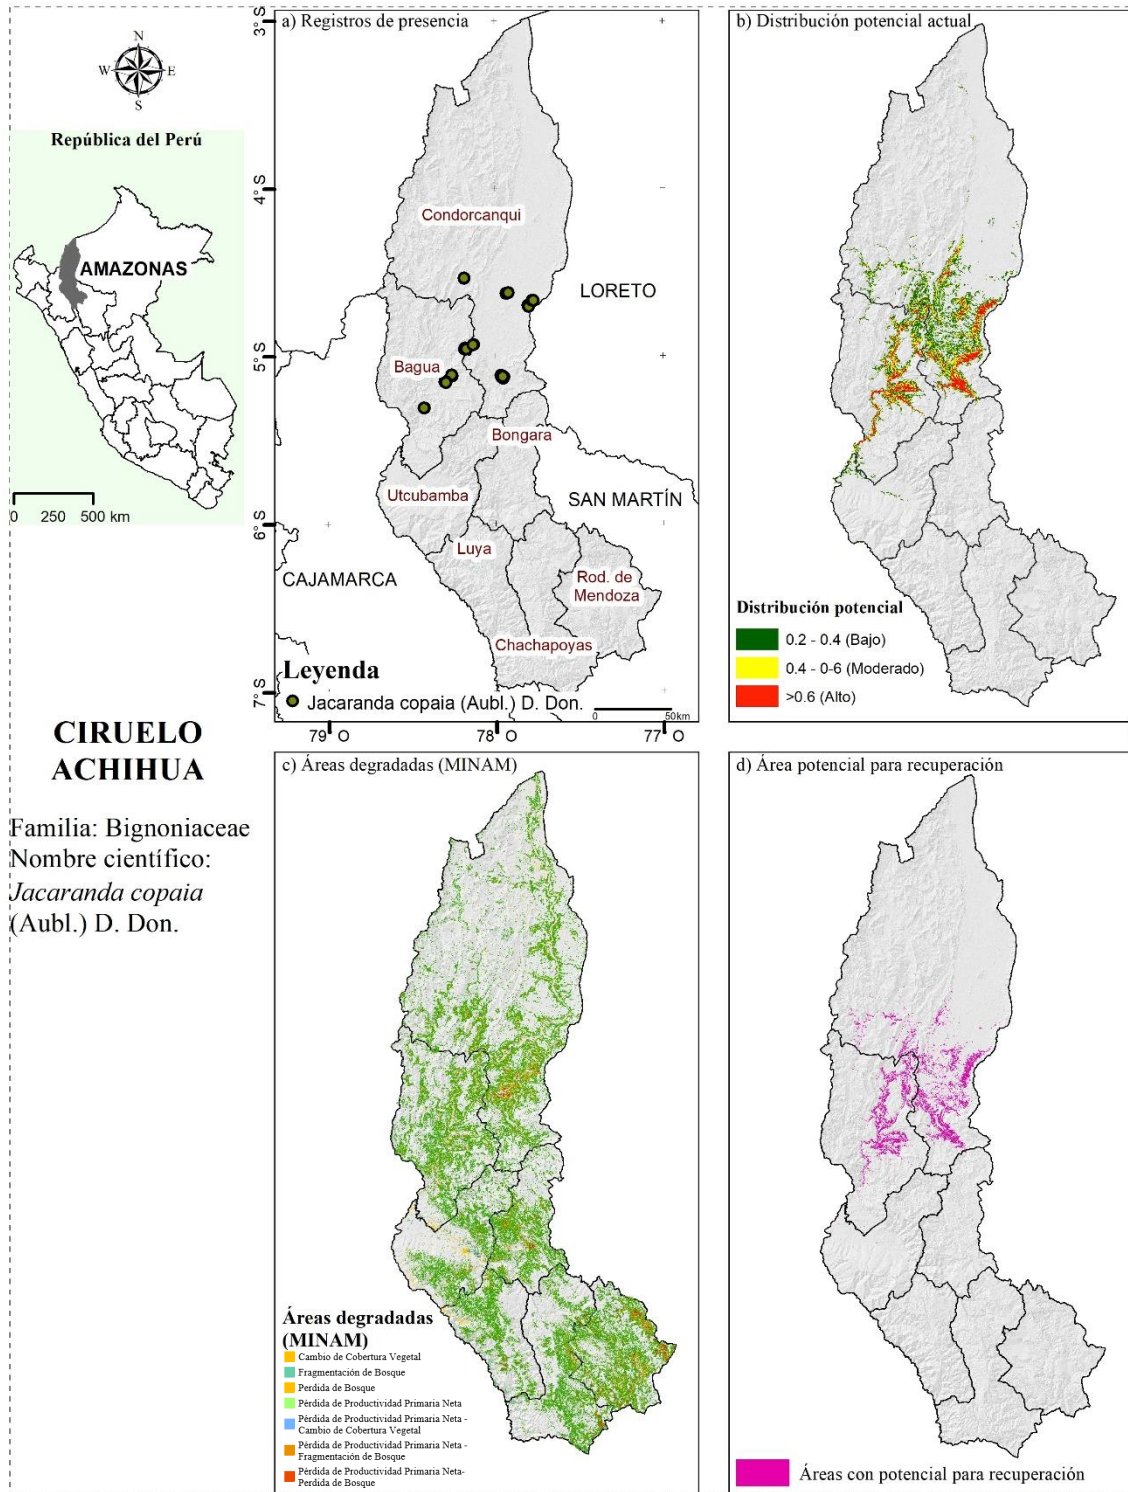 N
W E
S
República del Perú
AMAZONAS
0 250 500 km
CIRUELO
ACHIHUA
Familia: Bignoniaceae
Nombre científico:
Jacaranda copaia
(Aubl.) D. Don.
a) Registros de presencia
3° S
4° S
5° S
6° S
7° S
Condorcanqui
LORETO
Bagua
Bongara
Utcubamba
SAN MARTÍN
Luya
CAJAMARCA
Rod. de
Mendoza
Chachapoyas
Leyenda
Jacaranda copaia (Aubl.) D. Don.
0 50km
79° O 78° O 77° O
b) Distribución potencial actual
Distribución potencial
0.2 - 0.4 (Bajo)
0.4 - 0-6 (Moderado)
>0.6 (Alto)
c) Áreas degradadas (MINAM)
Áreas degradadas
(MINAM)
Cambio de Cobertura Vegetal
Fragmentación de Bosque
Perdida de Bosque
Pérdida de Productividad Primaria Neta
Pérdida de Productividad Primaria Neta -
Cambio de Cobertura Vegetal
Pérdida de Productividad Primaria Neta -
Fragmentación de Bosque
Pérdida de Productividad Primaria Neta-
Perdida de Bosque
d) Área potencial para recuperación
Áreas con potencial para recuperación